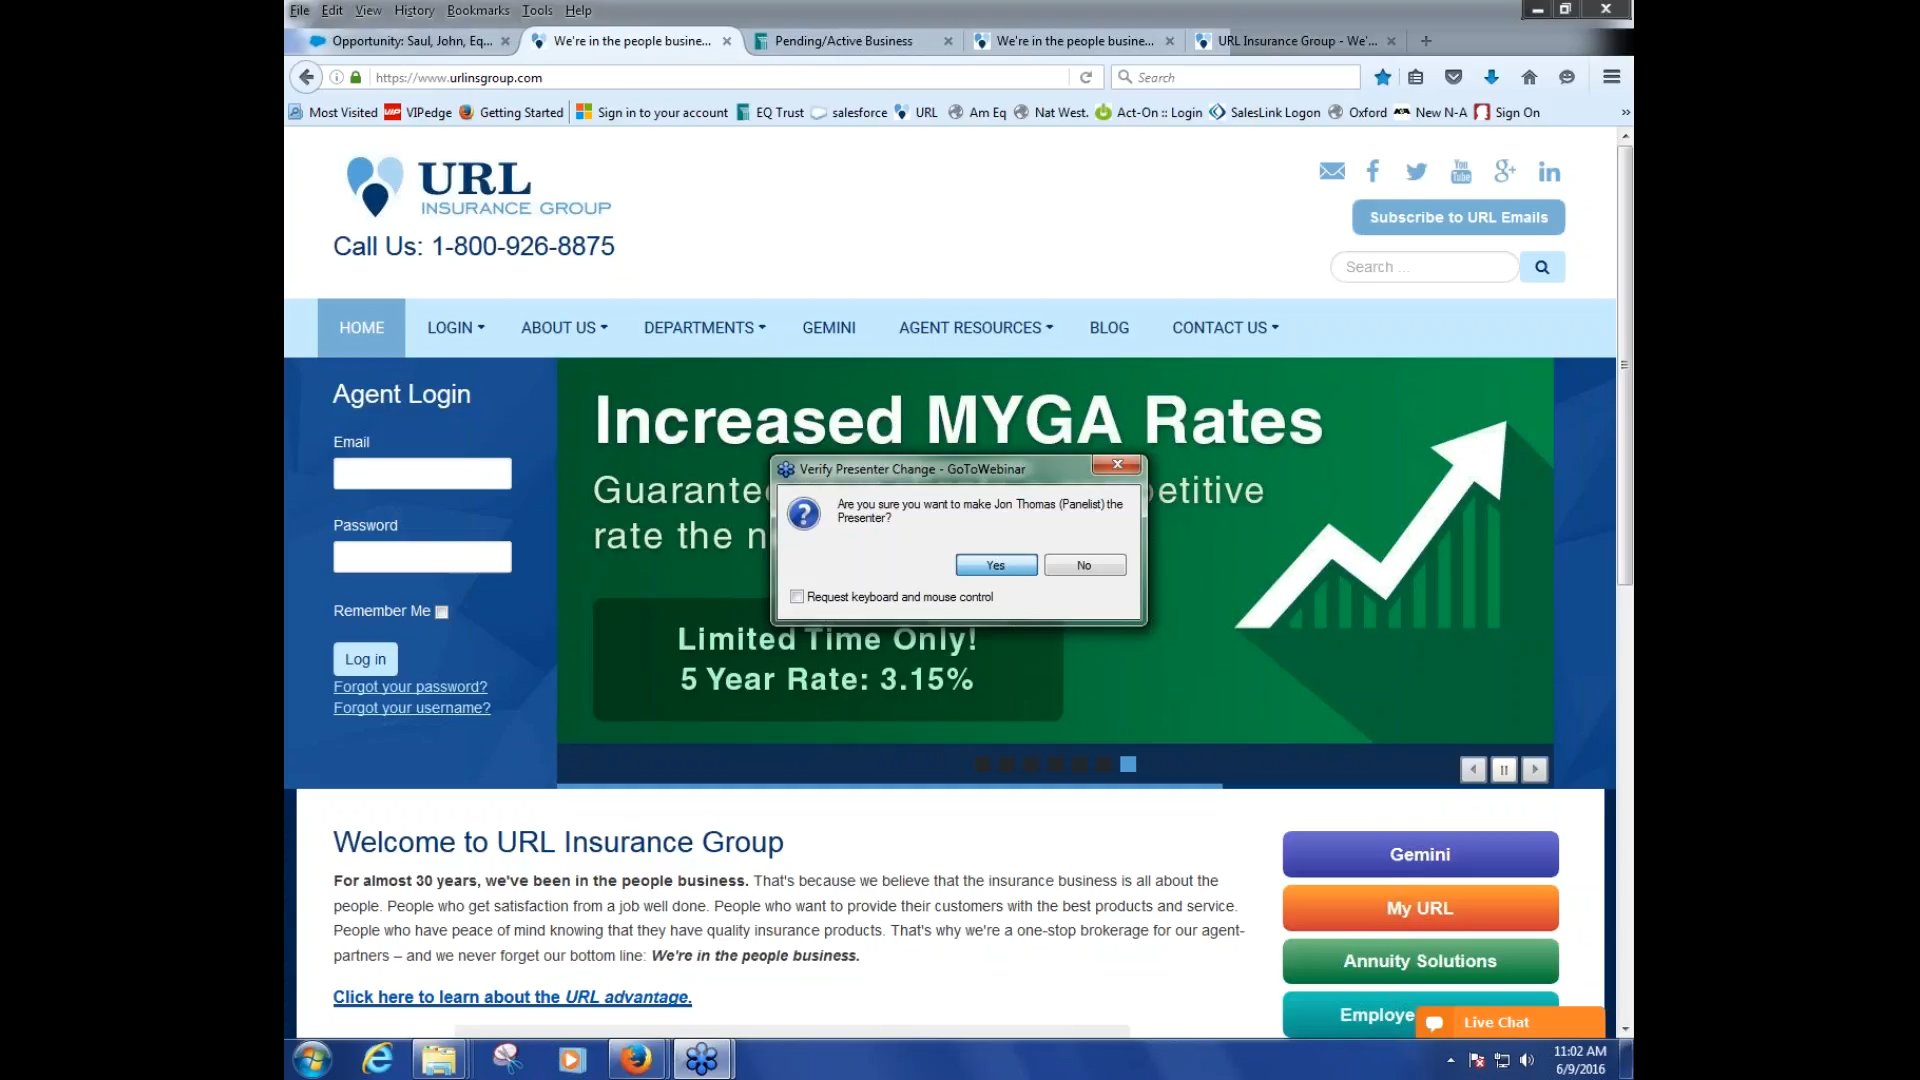 File Edit View History Bookmarks Tools Help
Opportunity: Saul, John, Eq... We're in the people busine... Pending/Active Business We're in the people busine... URL Insurance Group - We'...
https://www.urlinsgroup.com Search
Most Visited VIPedge Getting Started Sign in to your account EQ Trust salesforce URL Am Eq Nat West. Act-On :: Login SalesLink Logon Oxford New N-A Sign On
URL
INSURANCE GROUP
Call Us: 1-800-926-8875
You
Tube
Subscribe to URL Emails
Search ...
HOME LOGIN ABOUT US DEPARTMENTS GEMINI AGENT RESOURCES BLOG CONTACT US
Agent Login
Email
Password
Remember Me
Log in
Forgot your password?
Forgot your username?
Increased MYGA Rates
Guarante etitive
rate the n
Limited Time Only!
5 Year Rate: 3.15%
Verify Presenter Change - GoToWebinar
Are you sure you want to make Jon Thomas (Panelist) the
Presenter?
Yes No
Request keyboard and mouse control
Welcome to URL Insurance Group
For almost 30 years, we've been in the people business. That's because we believe that the insurance business is all about the
people. People who get satisfaction from a job well done. People who want to provide their customers with the best products and service.
People who have peace of mind knowing that they have quality insurance products. That's why we're a one-stop brokerage for our agent-
partners – and we never forget our bottom line: We're in the people business.
Click here to learn about the URL advantage.
Gemini
My URL
Annuity Solutions
Employe
Live Chat
11:02 AM
6/9/2016